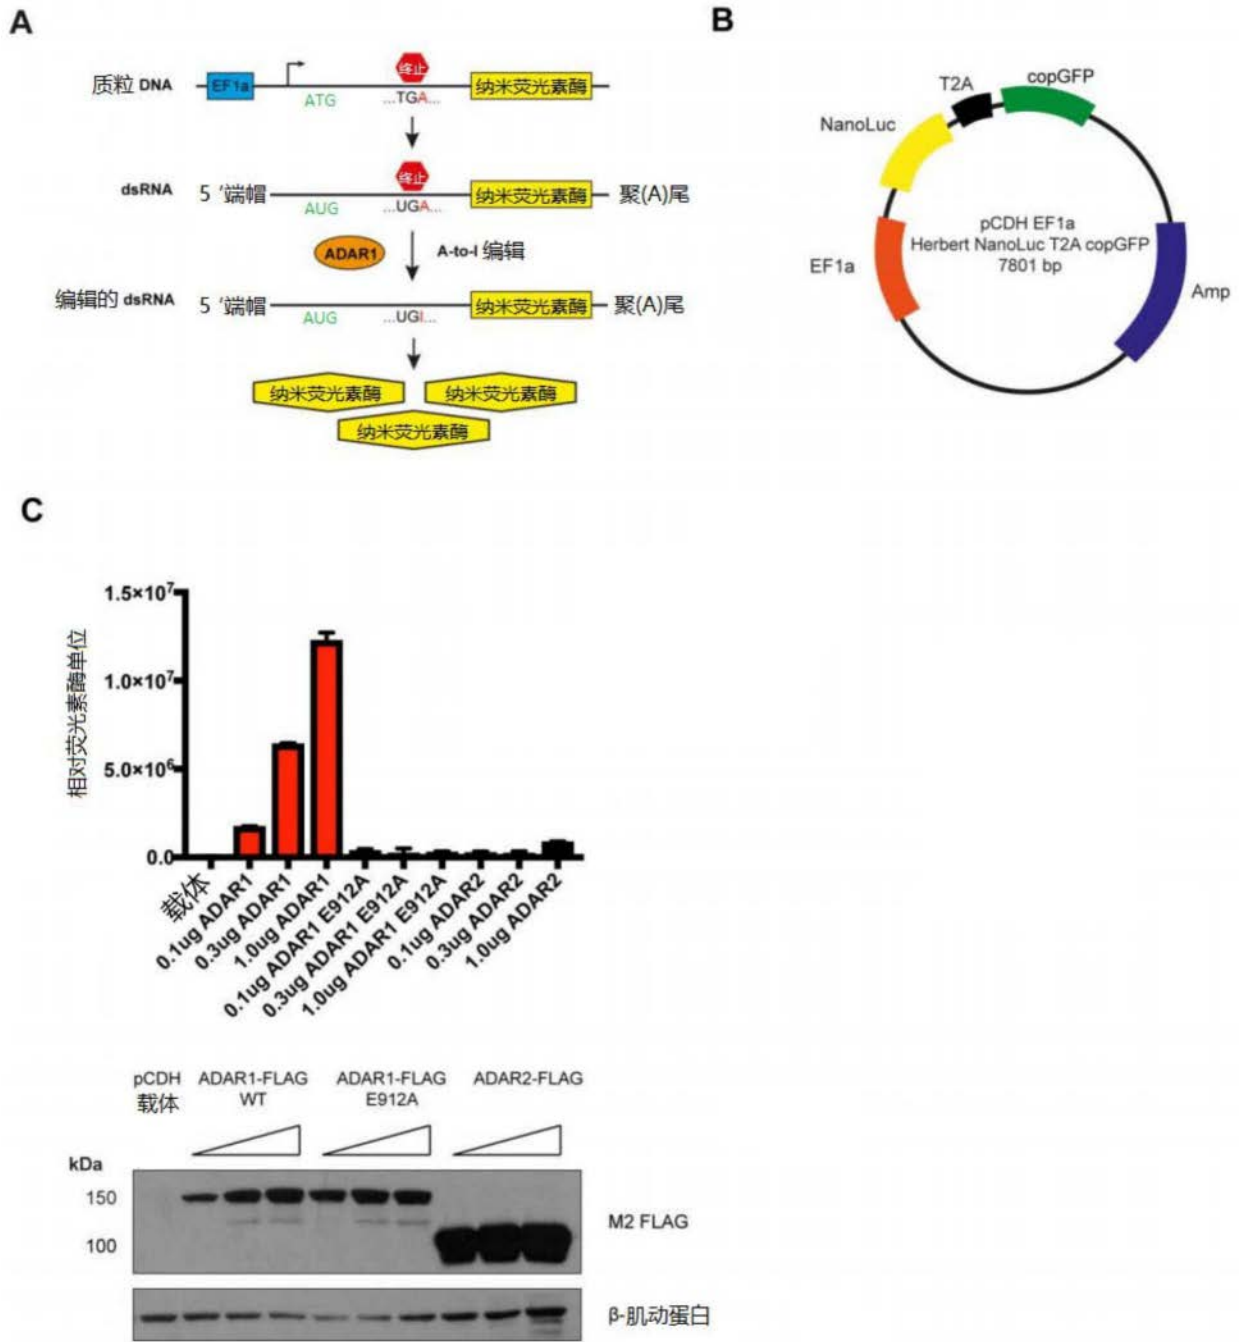 A
终止
质粒 DNA
EF1a
纳米荧光素酶
ATG
...TGA...
终止
dsRNA
5 '端帽
纳米荧光素酶
聚(A)尾
AUG
...UGA...
ADAR1
A-to-I 编辑
编辑的 dsRNA
5 '端帽
纳米荧光素酶
聚(A)尾
AUG
...UGI...
纳米荧光素酶
纳米荧光素酶
纳米荧光素酶
B
T2A
copGFP
NanoLuc
pCDH EF1a
Herbert NanoLuc T2A copGFP
7801 bp
EF1a
Amp
C
相对荧光素酶单位
1.5×10⁷
1.0×10⁷
5.0×10⁶
0.0
载体
0.1ug ADAR1
0.3ug ADAR1
1.0ug ADAR1
0.1ug ADAR1 E912A
0.3ug ADAR1 E912A
1.0ug ADAR1 E912A
0.1ug ADAR2
0.3ug ADAR2
1.0ug ADAR2
pCDH
载体
ADAR1-FLAG
WT
ADAR1-FLAG
E912A
ADAR2-FLAG
kDa
150
100
M2 FLAG
β-肌动蛋白